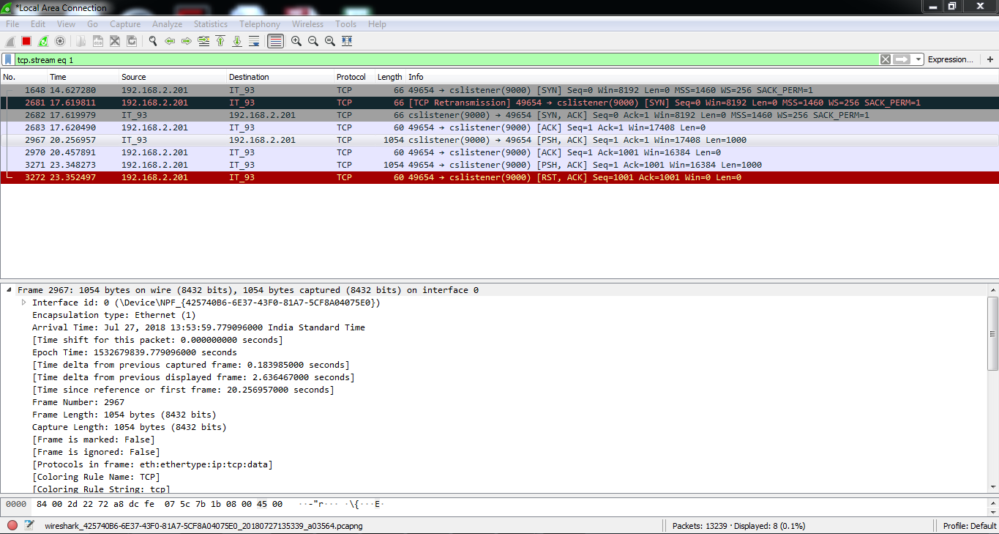 *Local Area Connection
File Edit View Go Capture Analyze Statistics Telephony Wireless Tools Help
tcp.stream eq 1 Expression... +
No. Time Source Destination Protocol Length Info
1648 14.627280 192.168.2.201 IT_93 TCP 66 49654 → cslistener(9000) [SYN] Seq=0 Win=8192 Len=0 MSS=1460 WS=256 SACK_PERM=1
2681 17.619811 192.168.2.201 IT_93 TCP 66 [TCP Retransmission] 49654 → cslistener(9000) [SYN] Seq=0 Win=8192 Len=0 MSS=1460 WS=256 SACK_PERM=1
2682 17.619979 IT_93 192.168.2.201 TCP 66 cslistener(9000) → 49654 [SYN, ACK] Seq=0 Ack=1 Win=8192 Len=0 MSS=1460 WS=256 SACK_PERM=1
2683 17.620490 192.168.2.201 IT_93 TCP 60 49654 → cslistener(9000) [ACK] Seq=1 Ack=1 Win=17408 Len=0
2967 20.256957 IT_93 192.168.2.201 TCP 1054 cslistener(9000) → 49654 [PSH, ACK] Seq=1 Ack=1 Win=17408 Len=1000
2970 20.457891 192.168.2.201 IT_93 TCP 60 49654 → cslistener(9000) [ACK] Seq=1 Ack=1001 Win=16384 Len=0
3271 23.348273 192.168.2.201 IT_93 TCP 1054 49654 → cslistener(9000) [PSH, ACK] Seq=1 Ack=1001 Win=16384 Len=1000
3272 23.352497 192.168.2.201 IT_93 TCP 60 49654 → cslistener(9000) [RST, ACK] Seq=1001 Ack=1001 Win=0 Len=0
Frame 2967: 1054 bytes on wire (8432 bits), 1054 bytes captured (8432 bits) on interface 0
Interface id: 0 (\Device\NPF_{425740B6-6E37-43F0-81A7-5CF8A04075E0})
Encapsulation type: Ethernet (1)
Arrival Time: Jul 27, 2018 13:53:59.779096000 India Standard Time
[Time shift for this packet: 0.000000000 seconds]
Epoch Time: 1532679839.779096000 seconds
[Time delta from previous captured frame: 0.183985000 seconds]
[Time delta from previous displayed frame: 2.636467000 seconds]
[Time since reference or first frame: 20.256957000 seconds]
Frame Number: 2967
Frame Length: 1054 bytes (8432 bits)
Capture Length: 1054 bytes (8432 bits)
[Frame is marked: False]
[Frame is ignored: False]
[Protocols in frame: eth:ethertype:ip:tcp:data]
[Coloring Rule Name: TCP]
[Coloring Rule String: tcp]
0000 84 00 2d 22 72 a8 dc fe 07 5c 7b 1b 08 00 45 00 ··-"r··· ·\{···E·
wireshark_425740B6-6E37-43F0-81A7-5CF8A04075E0_20180727135339_a03564.pcapng Packets: 13239 · Displayed: 8 (0.1%) Profile: Default